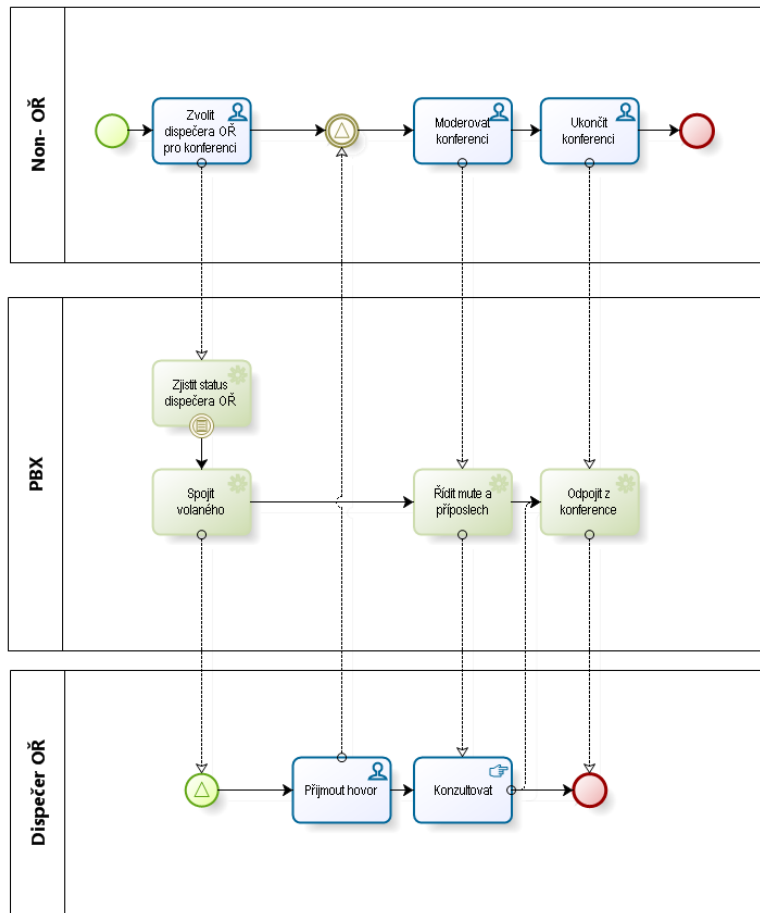 Non- OŘ
Zvolit
dispečera OŘ
pro konferenci
Moderovat
konferenci
Ukončit
konferenci
PBX
Zjistit status
dispečera OŘ
Spojit
volaného
Řídit mute a
příposlech
Odpojit z
konference
Dispečer OŘ
Přijmout hovor
Konzultovat